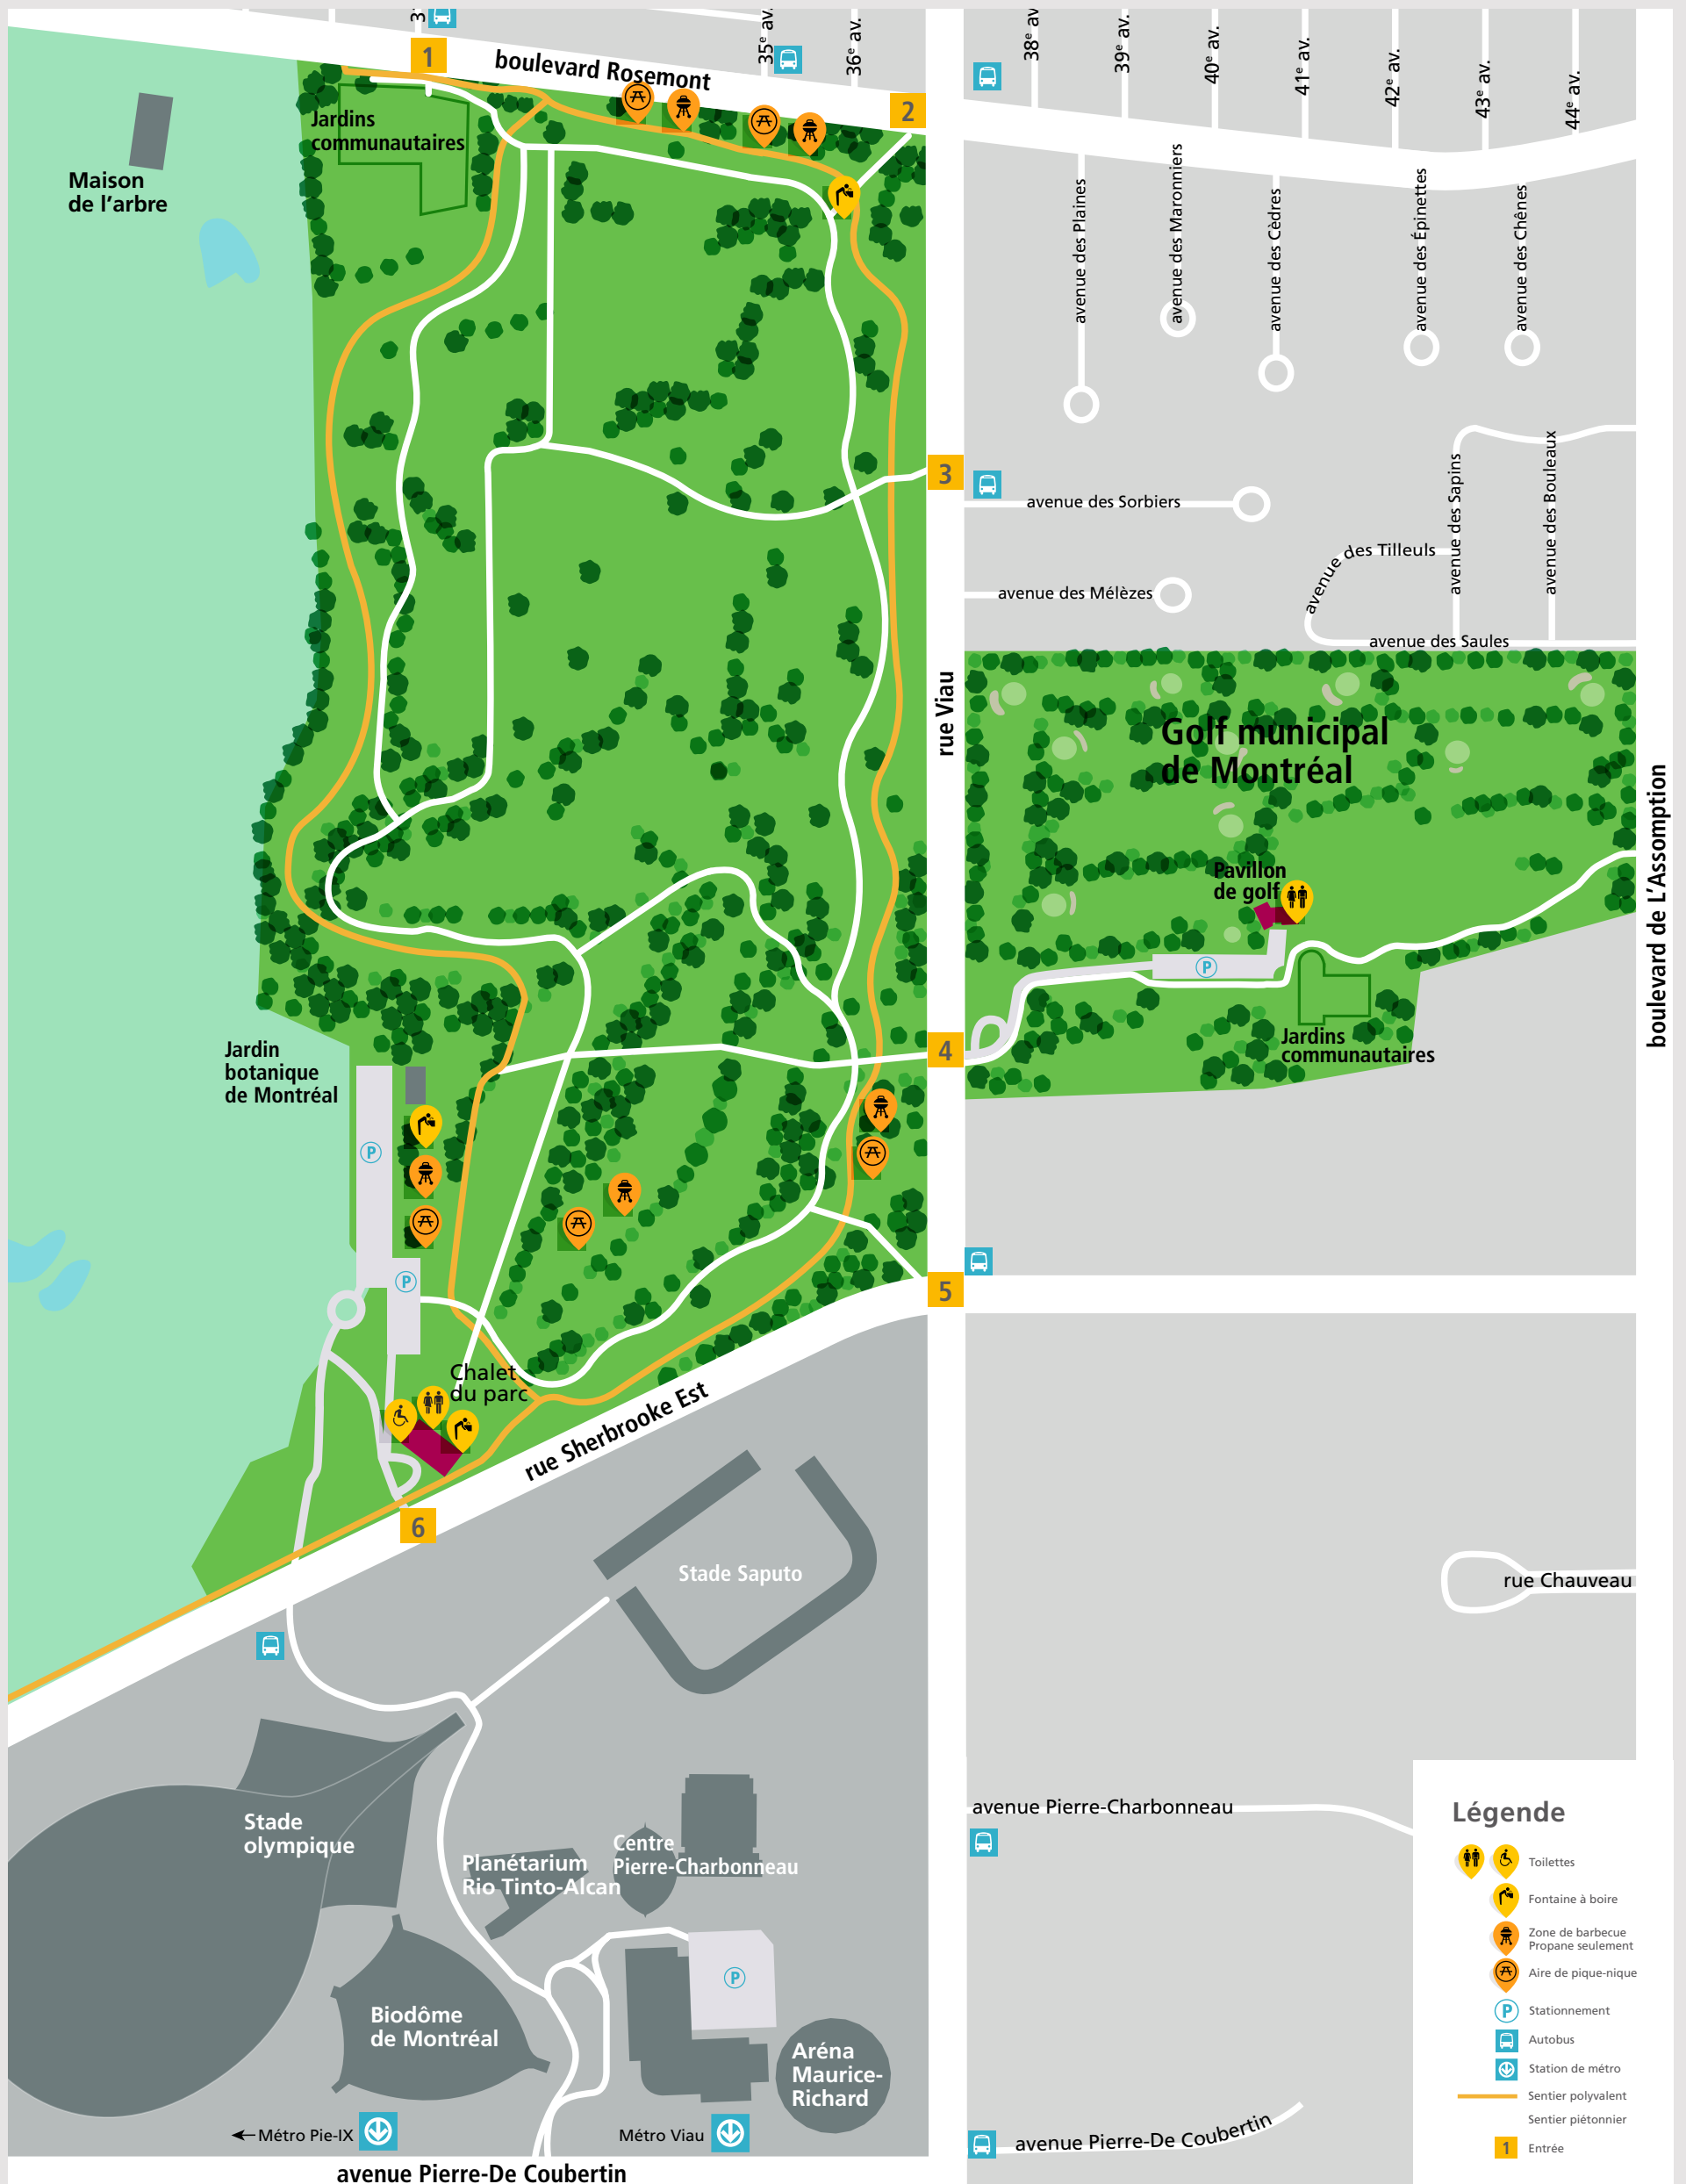 3
1
boulevard Rosemont
35e av.
36e av.
2
38e av
39e av.
40e av.
41e av.
42e av.
43e av.
44e av.
Jardins
communautaires
Maison
de l'arbre
avenue des Plaines
avenue des Maronniers
avenue des Cèdres
avenue des Épinettes
avenue des Chênes
3
avenue des Sorbiers
avenue des Mélèzes
avenue des Tilleuls
avenue des Sapins
avenue des Bouleaux
avenue des Saules
rue Viau
Golf municipal
de Montréal
boulevard de L'Assomption
Pavillon
de golf
P
Jardins
communautaires
4
Jardin
botanique
de Montréal
P
P
5
Chalet
du parc
rue Sherbrooke Est
6
Stade Saputo
rue Chauveau
Stade
olympique
Planétarium
Rio Tinto-Alcan
Centre
Pierre-Charbonneau
avenue Pierre-Charbonneau
P
Biodôme
de Montréal
Aréna
Maurice-
Richard
Métro Pie-IX
Métro Viau
avenue Pierre-De Coubertin
avenue Pierre-De Coubertin
Légende
Toilettes
Fontaine à boire
Zone de barbecue
Propane seulement
Aire de pique-nique
P Stationnement
Autobus
Station de métro
Sentier polyvalent
Sentier piétonnier
1 Entrée